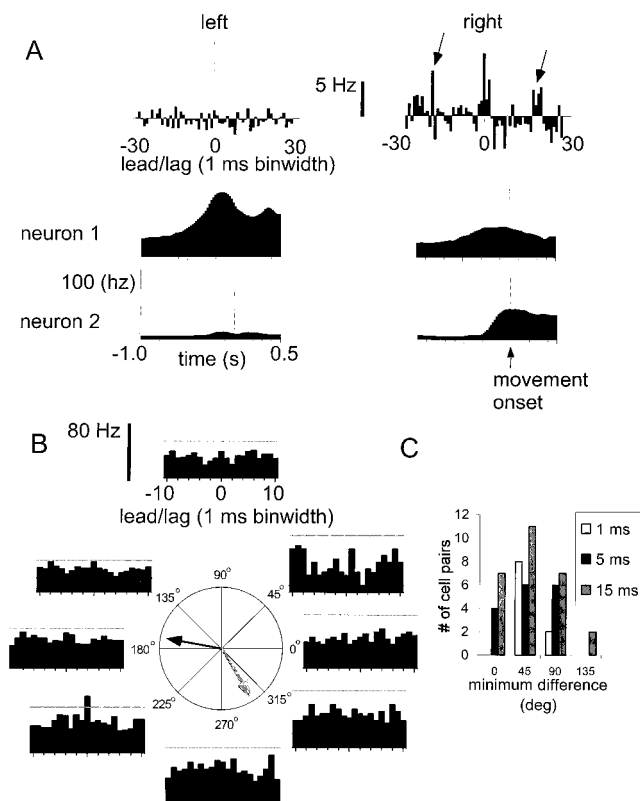 A
left
right
5 Hz
-30 0 30
lead/lag (1 ms binwidth)
-30 0 30
neuron 1
100 (hz)
neuron 2
-1.0 time (s) 0.5
movement
onset
B
80 Hz
-10 0 10
lead/lag (1 ms binwidth)
90°
135° 45°
180° 0°
225° 315°
270°
C
# of cell pairs
12
10
8
6
4
2
0
0 45 90 135
minimum difference
(deg)
1 ms
5 ms
15 ms